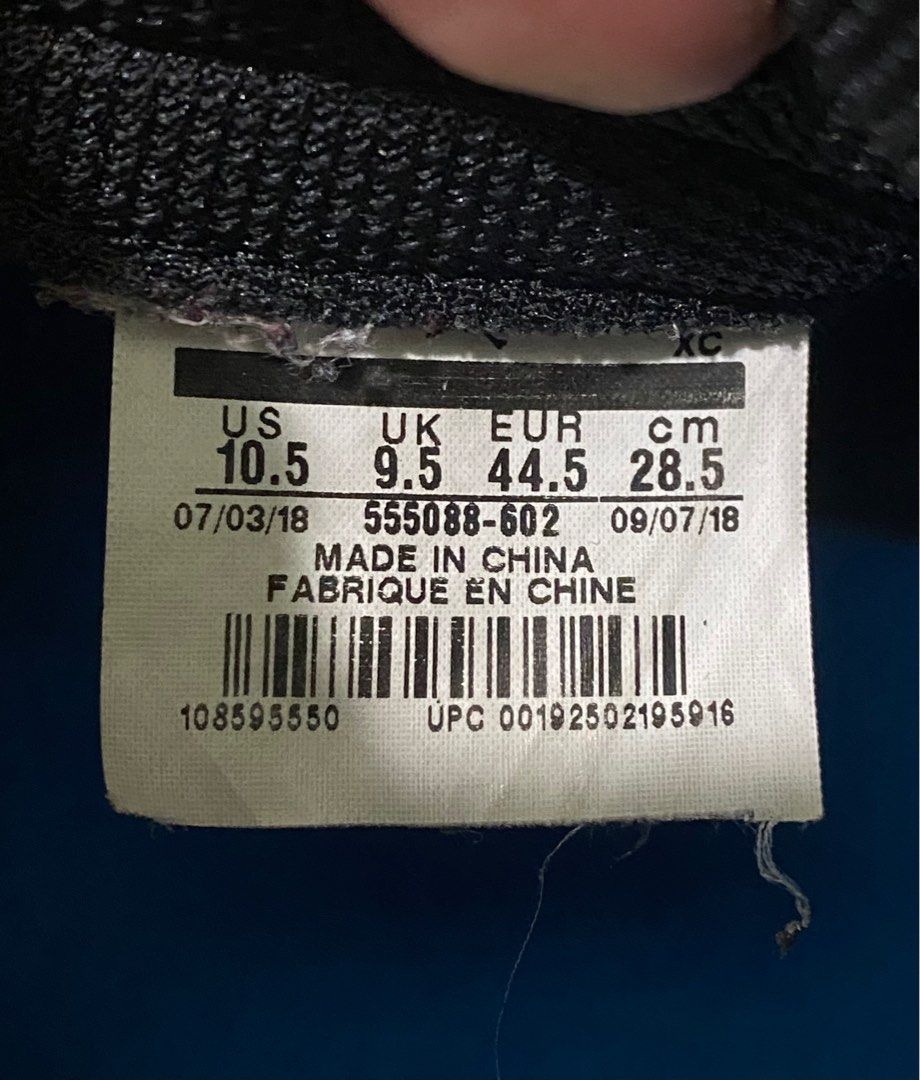 XC
US UK EUR cm
10.5 9.5 44.5 28.5
07/03/18 555088-602 09/07/18
MADE IN CHINA
FABRIQUE EN CHINE
108595550 UPC 00192502195916